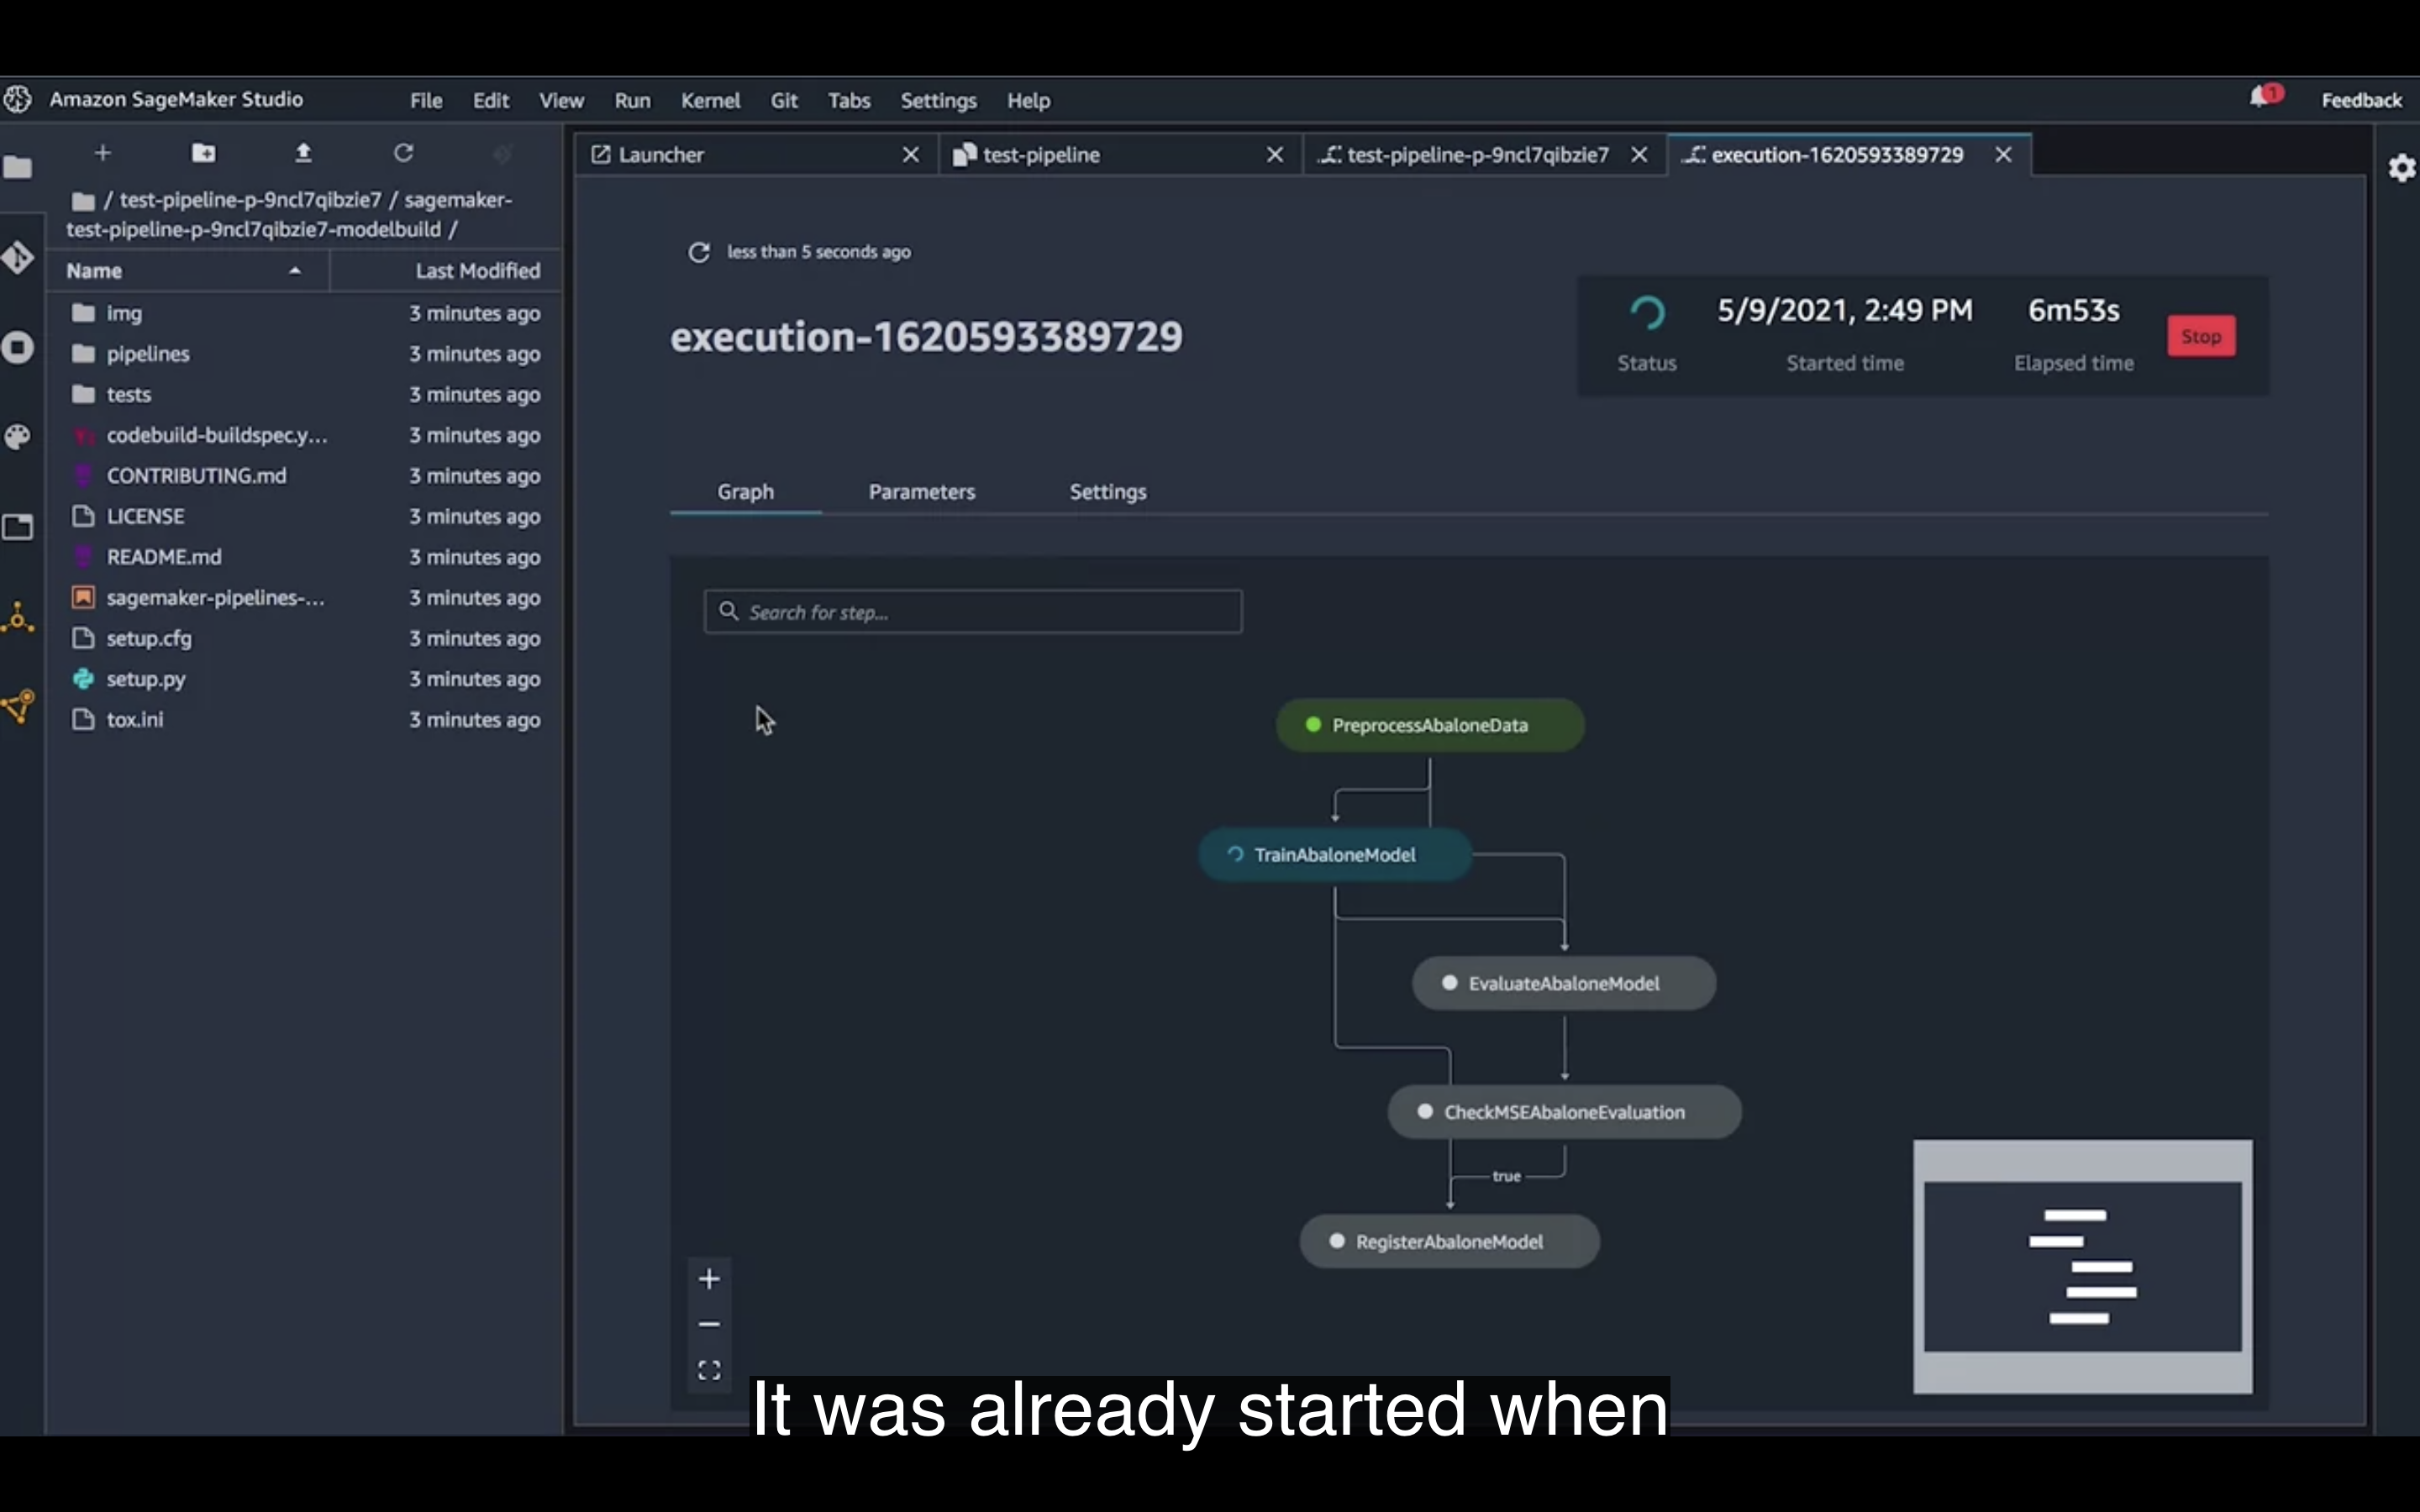 Amazon SageMaker Studio File Edit View Run Kernel Git Tabs Settings Help 1 Feedback
/ test-pipeline-p-9ncl7qibzie7 / sagemaker-
test-pipeline-p-9ncl7qibzie7-modelbuild /
Name Last Modified
img 3 minutes ago
pipelines 3 minutes ago
tests 3 minutes ago
codebuild-buildspec.y... 3 minutes ago
CONTRIBUTING.md 3 minutes ago
LICENSE 3 minutes ago
README.md 3 minutes ago
sagemaker-pipelines-... 3 minutes ago
setup.cfg 3 minutes ago
setup.py 3 minutes ago
tox.ini 3 minutes ago
Launcher test-pipeline test-pipeline-p-9ncl7qibzie7 execution-1620593389729
less than 5 seconds ago
execution-1620593389729
5/9/2021, 2:49 PM 6m53s
Status Started time Elapsed time
Stop
Graph Parameters Settings
Search for step...
PreprocessAbaloneData
TrainAbaloneModel
EvaluateAbaloneModel
CheckMSEAbaloneEvaluation
true
RegisterAbaloneModel
It was already started when